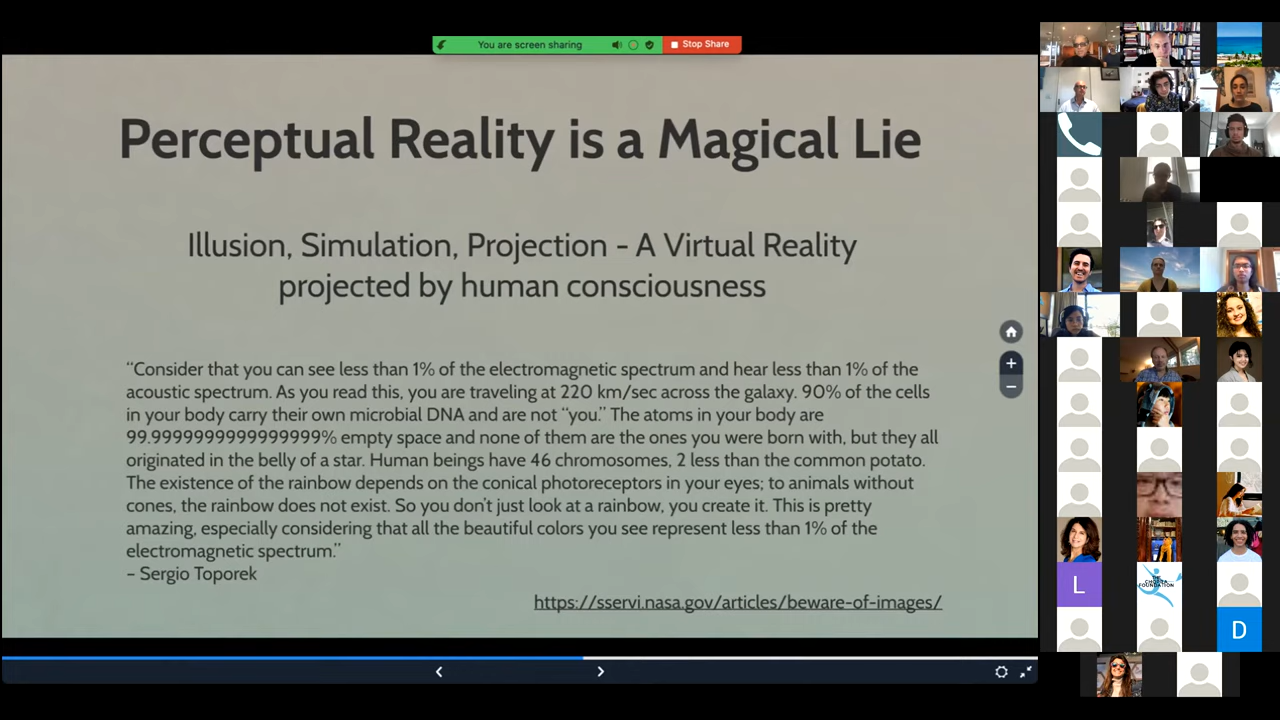 You are screen sharing
Stop Share
Perceptual Reality is a Magical Lie
Illusion, Simulation, Projection - A Virtual Reality
projected by human consciousness
“Consider that you can see less than 1% of the electromagnetic spectrum and hear less than 1% of the
acoustic spectrum. As you read this, you are traveling at 220 km/sec across the galaxy. 90% of the cells
in your body carry their own microbial DNA and are not “you.” The atoms in your body are
99.9999999999999999% empty space and none of them are the ones you were born with, but they all
originated in the belly of a star. Human beings have 46 chromosomes, 2 less than the common potato.
The existence of the rainbow depends on the conical photoreceptors in your eyes; to animals without
cones, the rainbow does not exist. So you don’t just look at a rainbow, you create it. This is pretty
amazing, especially considering that all the beautiful colors you see represent less than 1% of the
electromagnetic spectrum.”
– Sergio Toporek
https://sservi.nasa.gov/articles/beware-of-images/
L
THE
CHOPRA
FOUNDATION
D